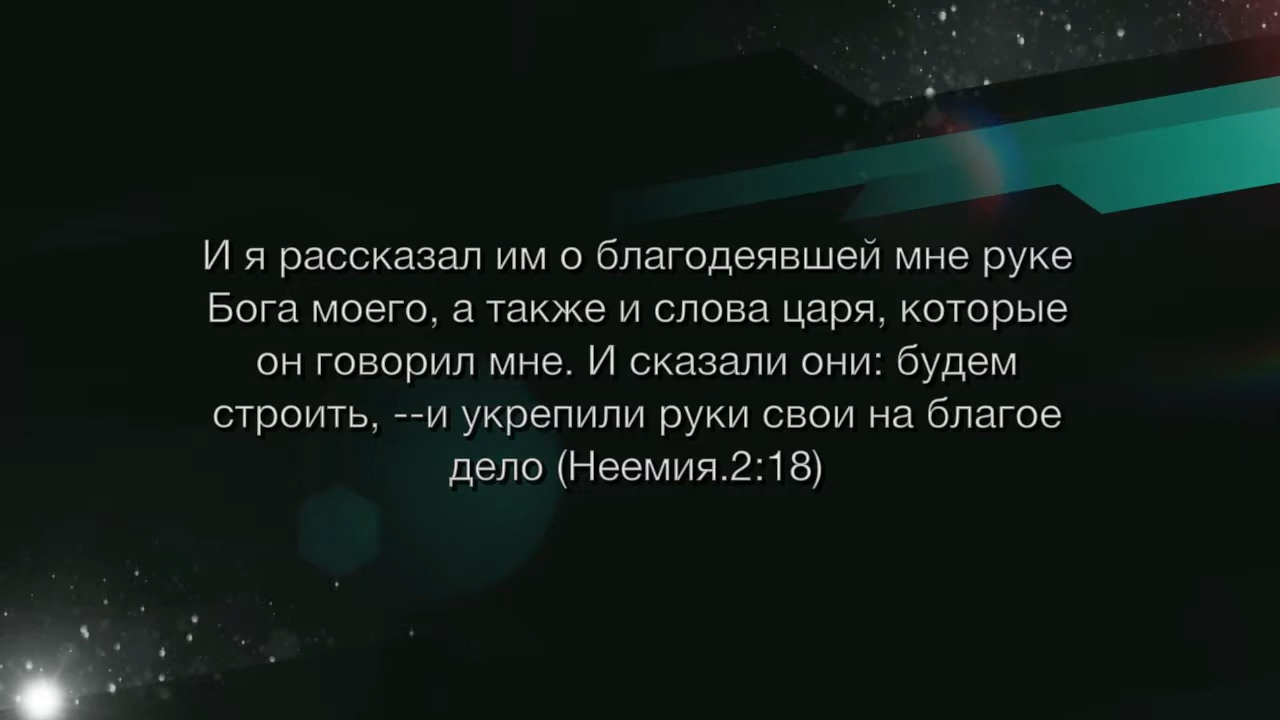 И я рассказал им о благодеявшей мне руке
Бога моего, а также и слова царя, которые
он говорил мне. И сказали они: будем
строить, --и укрепили руки свои на благое
дело (Неемия.2:18)